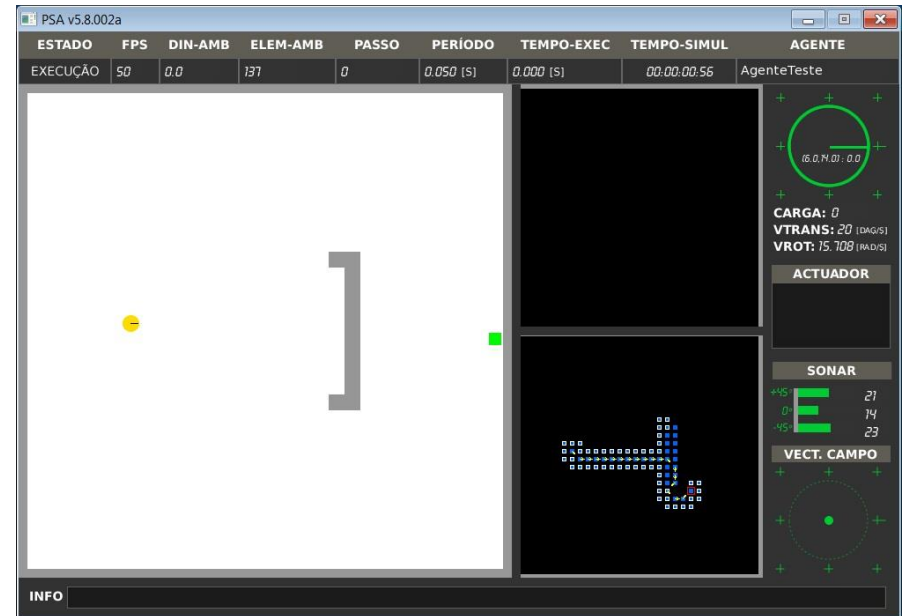 PSA v5.8.002a
ESTADO FPS DIN-AMB ELEM-AMB PASSO PERÍODO TEMPO-EXEC TEMPO-SIMUL AGENTE
EXECUÇÃO 50 0.0 137 0 0.050 [S] 0.000 [S] 00:00:00:56 AgenteTeste
(6.0,14.0) : 0.0
CARGA: 0
VTRANS: 20 [DAG/S]
VROT: 15.708 [RAD/S]
ACTUADOR
SONAR
+45° 21
0° 14
-45° 23
VECT. CAMPO
INFO